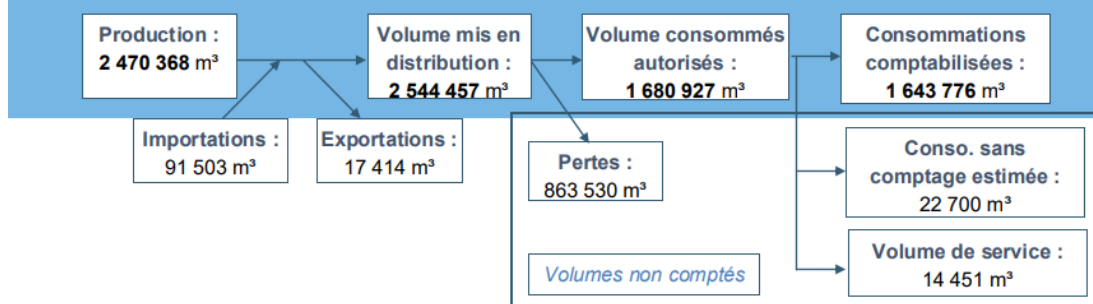 Production :
2 470 368 m³
Volume mis en
distribution :
2 544 457 m³
Volume consommés
autorisés :
1 680 927 m³
Consommations
comptabilisées :
1 643 776 m³
Importations :
91 503 m³
Exportations :
17 414 m³
Pertes :
863 530 m³
Conso. sans
comptage estimée :
22 700 m³
Volumes non comptés
Volume de service :
14 451 m³